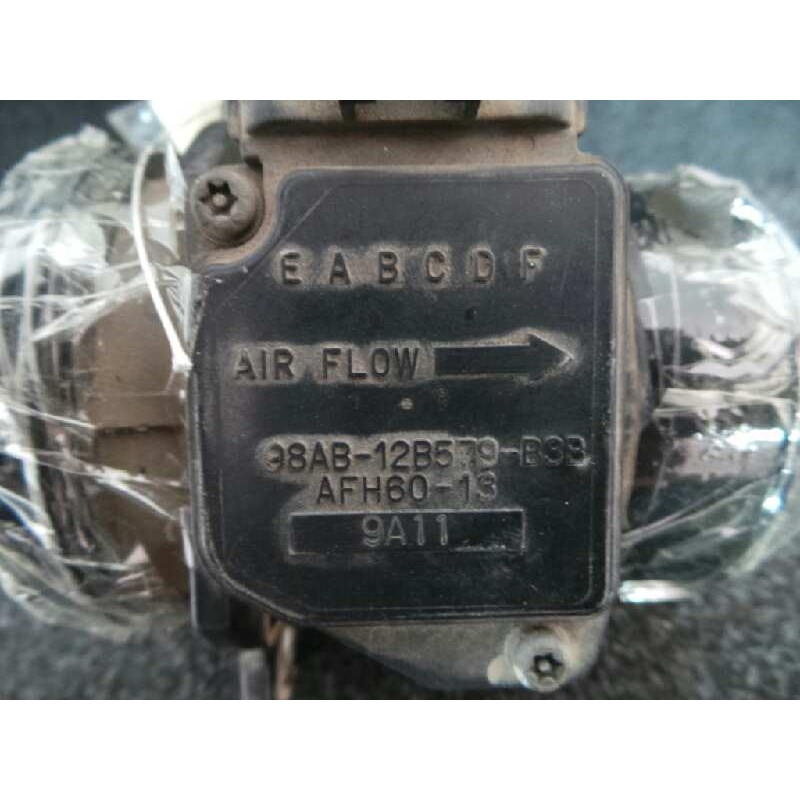 E A B C D F
AIR FLOW
98AB-12B579-B3B
AFH60-13
9A11